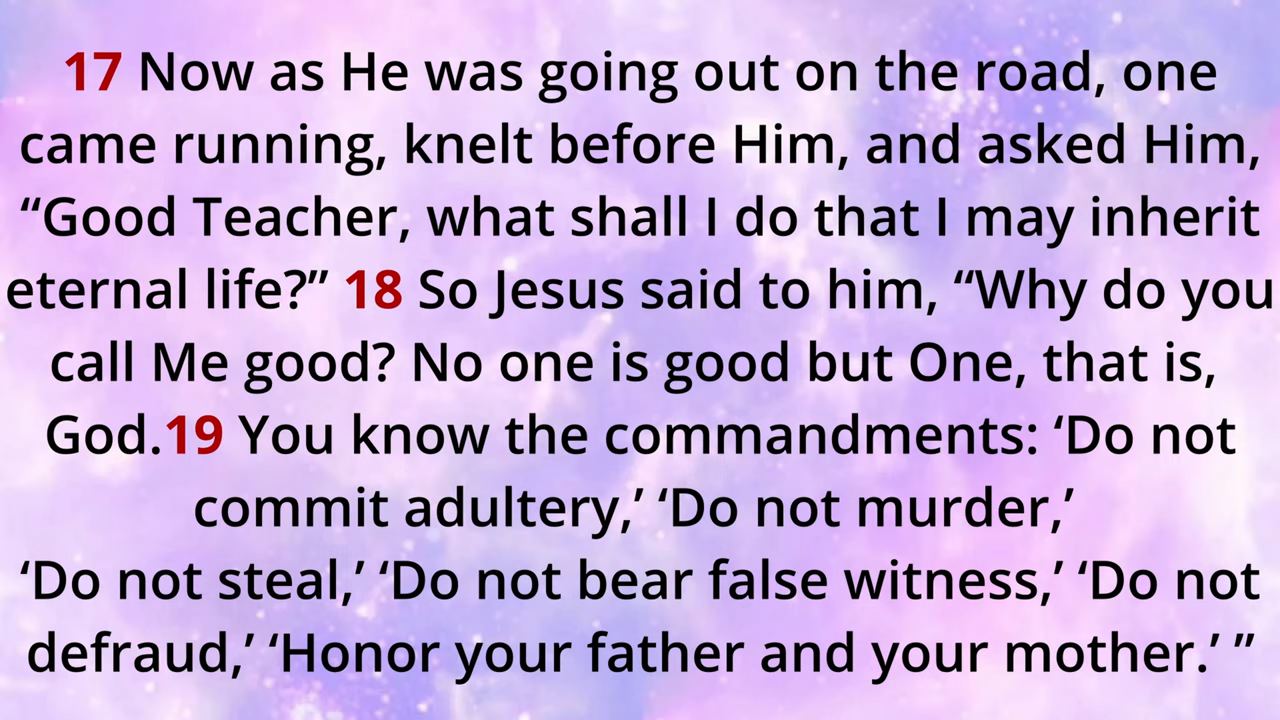 17 Now as He was going out on the road, one
came running, knelt before Him, and asked Him,
“Good Teacher, what shall I do that I may inherit
eternal life?” 18 So Jesus said to him, “Why do you
call Me good? No one is good but One, that is,
God.19 You know the commandments: ‘Do not
commit adultery,’ ‘Do not murder,’
‘Do not steal,’ ‘Do not bear false witness,’ ‘Do not
defraud,’ ‘Honor your father and your mother.’ ”